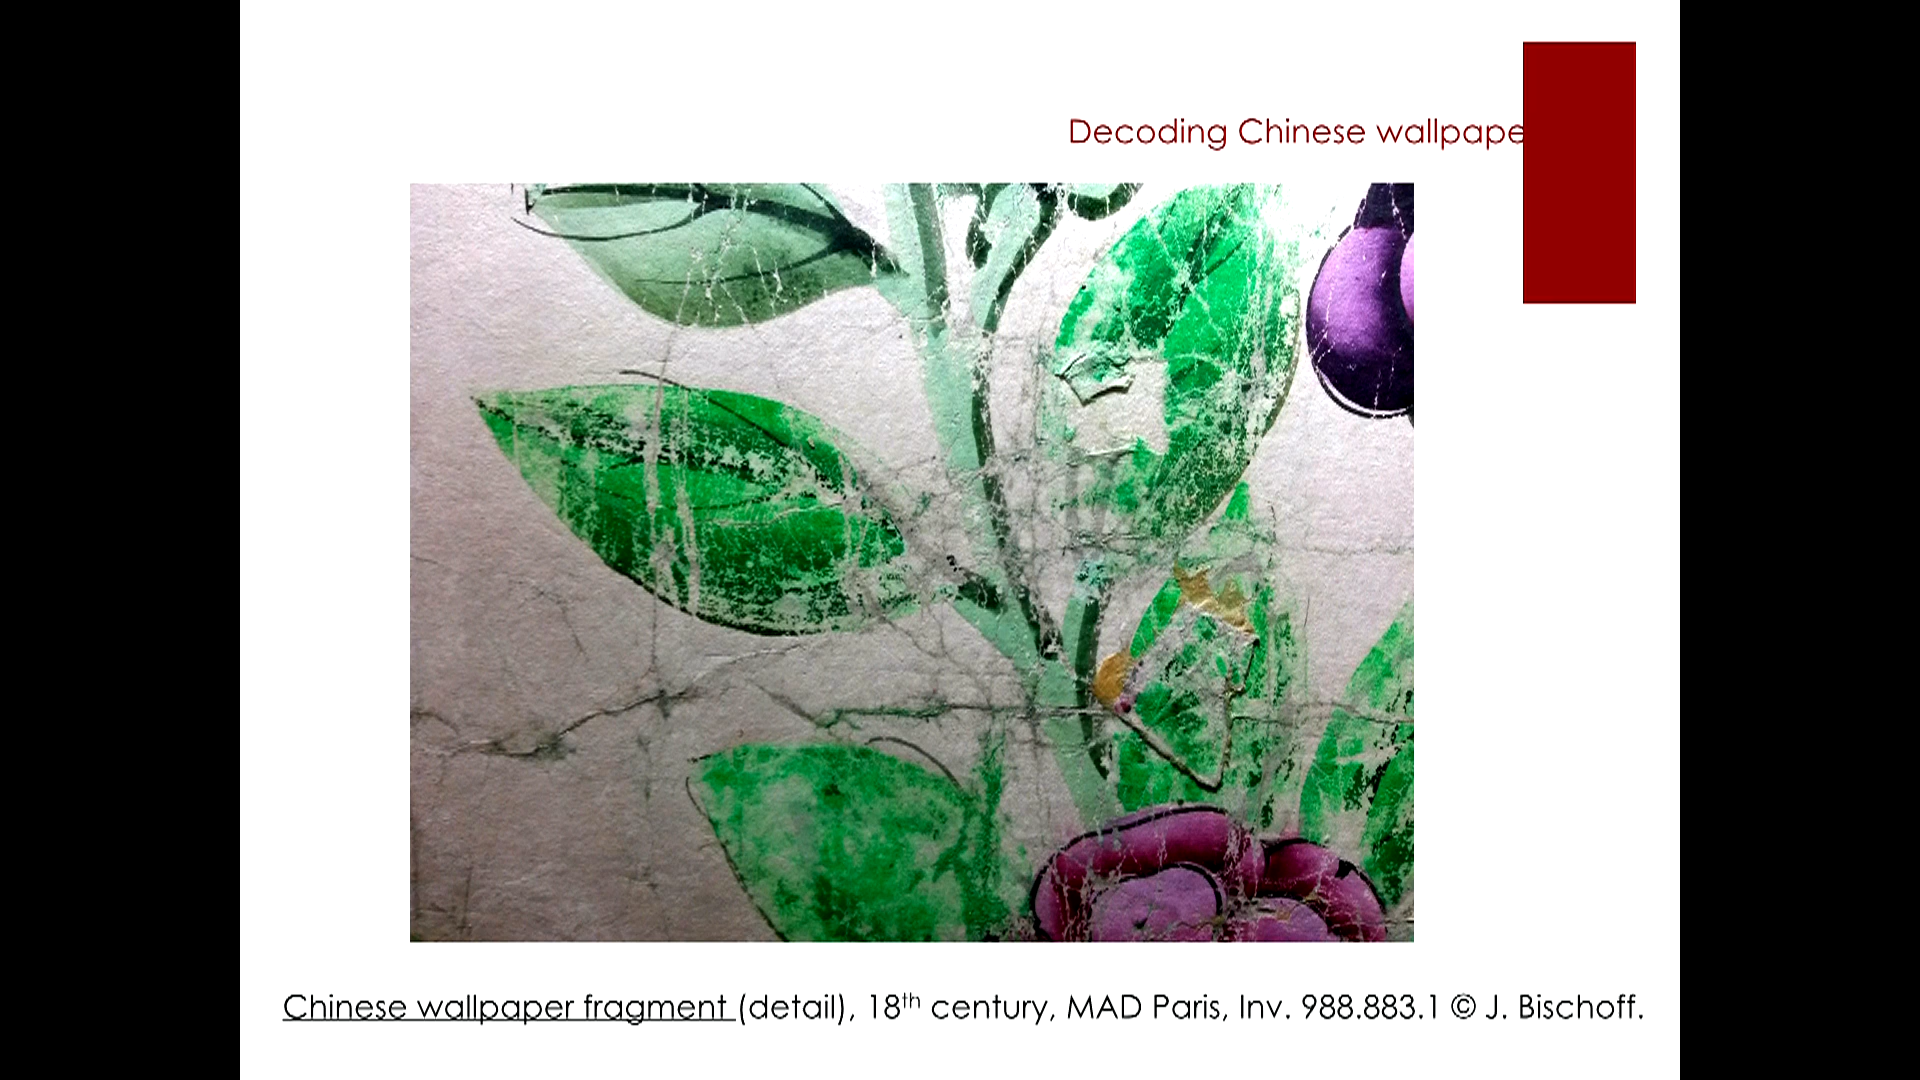 Decoding Chinese wallpape
Chinese wallpaper fragment (detail), 18th century, MAD Paris, Inv. 988.883.1 © J. Bischoff.